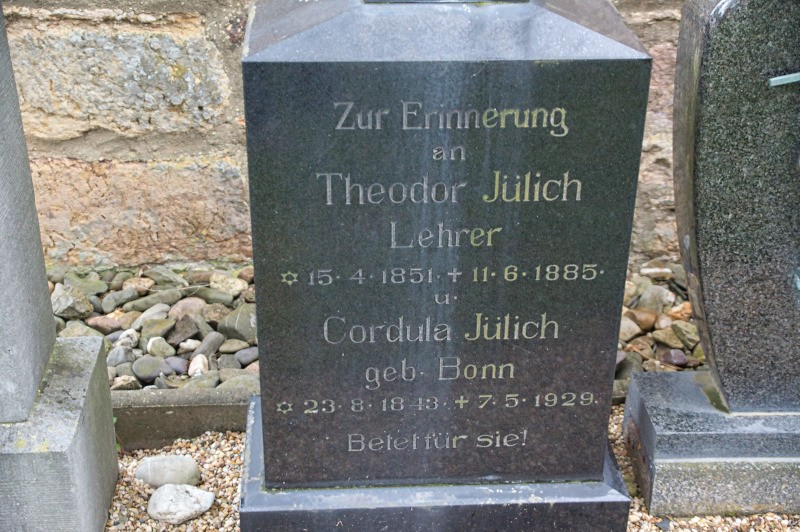 Zur Erinnerung
an
Theodor Jülich
Lehrer
✡ 15·4·1851·✝11·6·1885·
u·
Cordula Jülich
geb·Bonn
✡ 23·8·1843·✝7·5·1929·
Betet für sie!